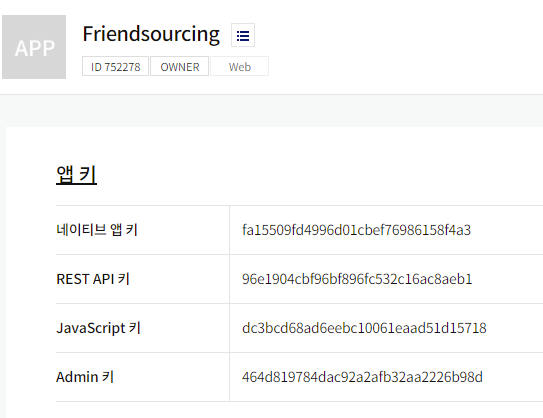 APP
Friendsourcing
ID 752278 OWNER Web
앱 키
네이티브 앱 키 fa15509fd4996d01cbef76986158f4a3
REST API 키 96e1904cbf96bf896fc532c16ac8aeb1
JavaScript 키 dc3bcd68ad6eebc10061eaad51d15718
Admin 키 464d819784dac92a2afb32aa2226b98d